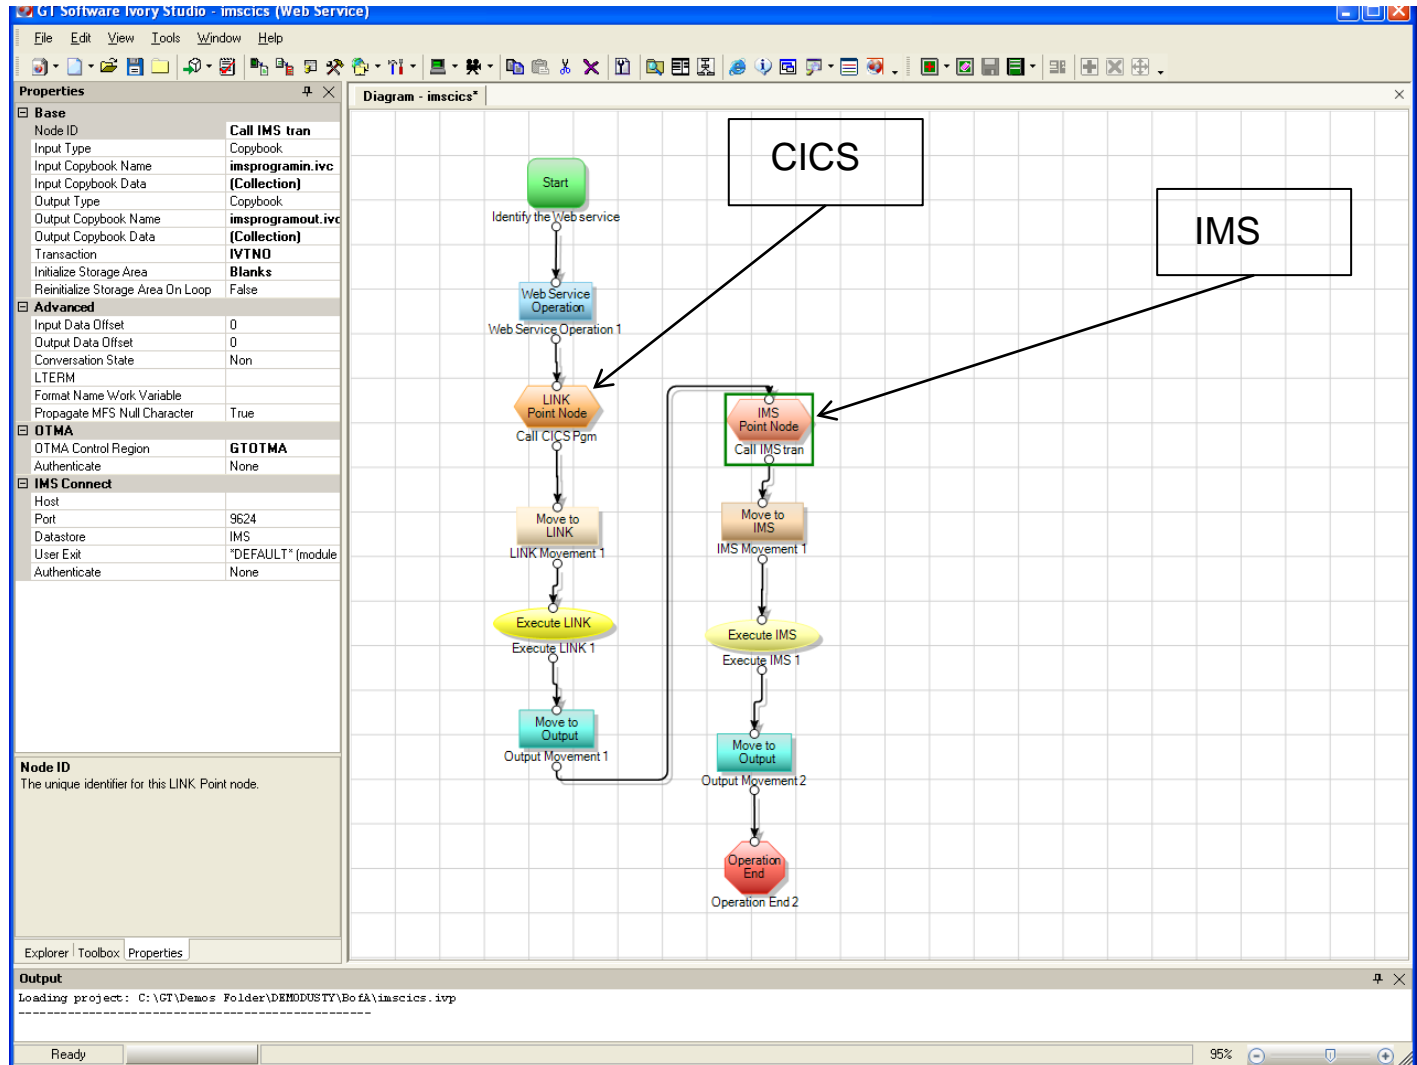 GT Software Ivory Studio - imscics (Web Service)
File Edit View Tools Window Help
Properties
Base
Node ID Call IMS tran
Input Type Copybook
Input Copybook Name imsprogramin.ivc
Input Copybook Data (Collection)
Output Type Copybook
Output Copybook Name imsprogramout.ivc
Output Copybook Data (Collection)
Transaction IVTNO
Initialize Storage Area Blanks
Reinitialize Storage Area On Loop False
Advanced
Input Data Offset 0
Output Data Offset 0
Conversation State Non
LTERM
Format Name Work Variable
Propagate MFS Null Character True
OTMA
OTMA Control Region GTOTMA
Authenticate None
IMS Connect
Host
Port 9624
Datastore IMS
User Exit *DEFAULT* (module
Authenticate None
Node ID
The unique identifier for this LINK Point node.
Explorer Toolbox Properties
Diagram - imscics*
CICS
IMS
Start
Identify the Web service
Web Service
Operation
Web Service Operation 1
LINK
Point Node
Call CICS Pgm
Move to
LINK
LINK Movement 1
Execute LINK
Execute LINK 1
Move to
Output
Output Movement 1
IMS
Point Node
Call IMS tran
Move to
IMS
IMS Movement 1
Execute IMS
Execute IMS 1
Move to
Output
Output Movement 2
Operation
End
Operation End 2
Output
Loading project: C:\GT\Demos Folder\DEMODUSTY\BofA\imscics.ivp
--------------------------------------------------
Ready
95%